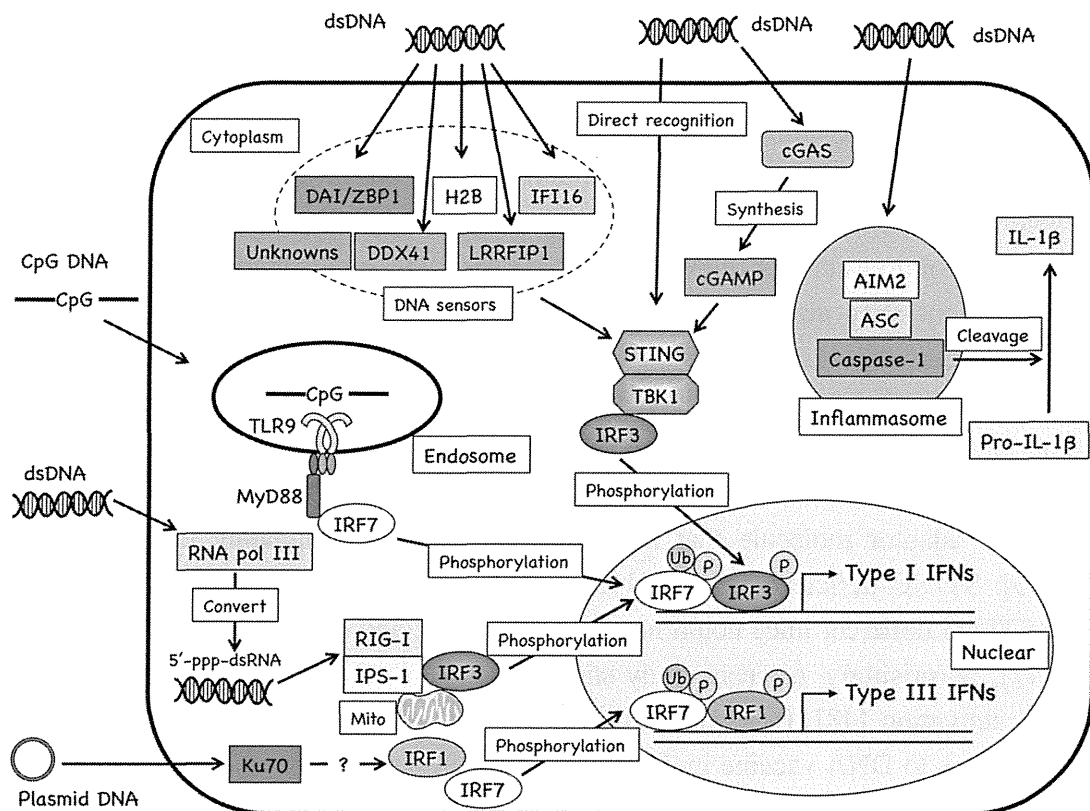 dsDNA
dsDNA
dsDNA
Cytoplasm
Direct recognition
cGAS
DAI/ZBP1
H2B
IFI16
Synthesis
IL-1β
Unknowns
DDX41
LRRFIP1
CpG DNA
cGAMP
AIM2
CpG
DNA sensors
ASC
Cleavage
STING
Caspase-1
TBK1
CpG
TLR9
IRF3
Inflammasome
Pro-IL-1β
Endosome
dsDNA
MyD88
Phosphorylation
IRF7
RNA pol III
Phosphorylation
Ub
P
P
IRF7
IRF3
Type I IFNs
Convert
RIG-I
Phosphorylation
Nuclear
5'-ppp-dsRNA
IPS-1
IRF3
Ub
P
P
Mito
IRF7
IRF1
Type III IFNs
Phosphorylation
Ku70
?
IRF1
IRF7
Plasmid DNA